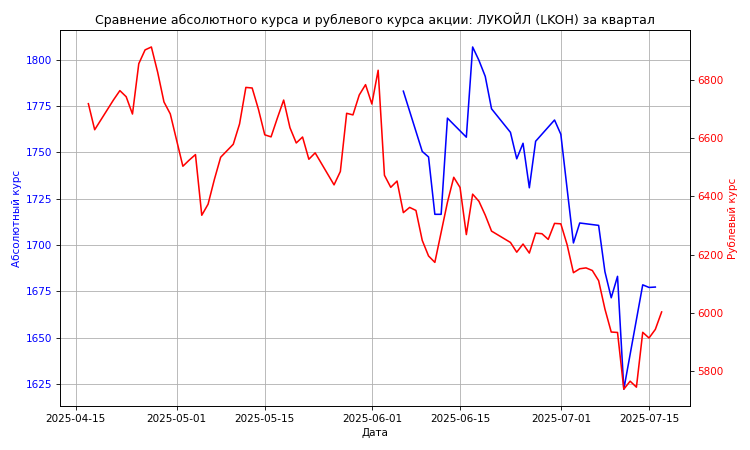 Сравнение абсолютного курса и рублевого курса акции: ЛУКОЙЛ (LKOH) за квартал
1800
1775
1750
1725
1700
1675
1650
1625
Абсолютный курс
6800
6600
6400
6200
6000
5800
Рублевый курс
2025-04-15 2025-05-01 2025-05-15 2025-06-01 2025-06-15 2025-07-01 2025-07-15
Дата